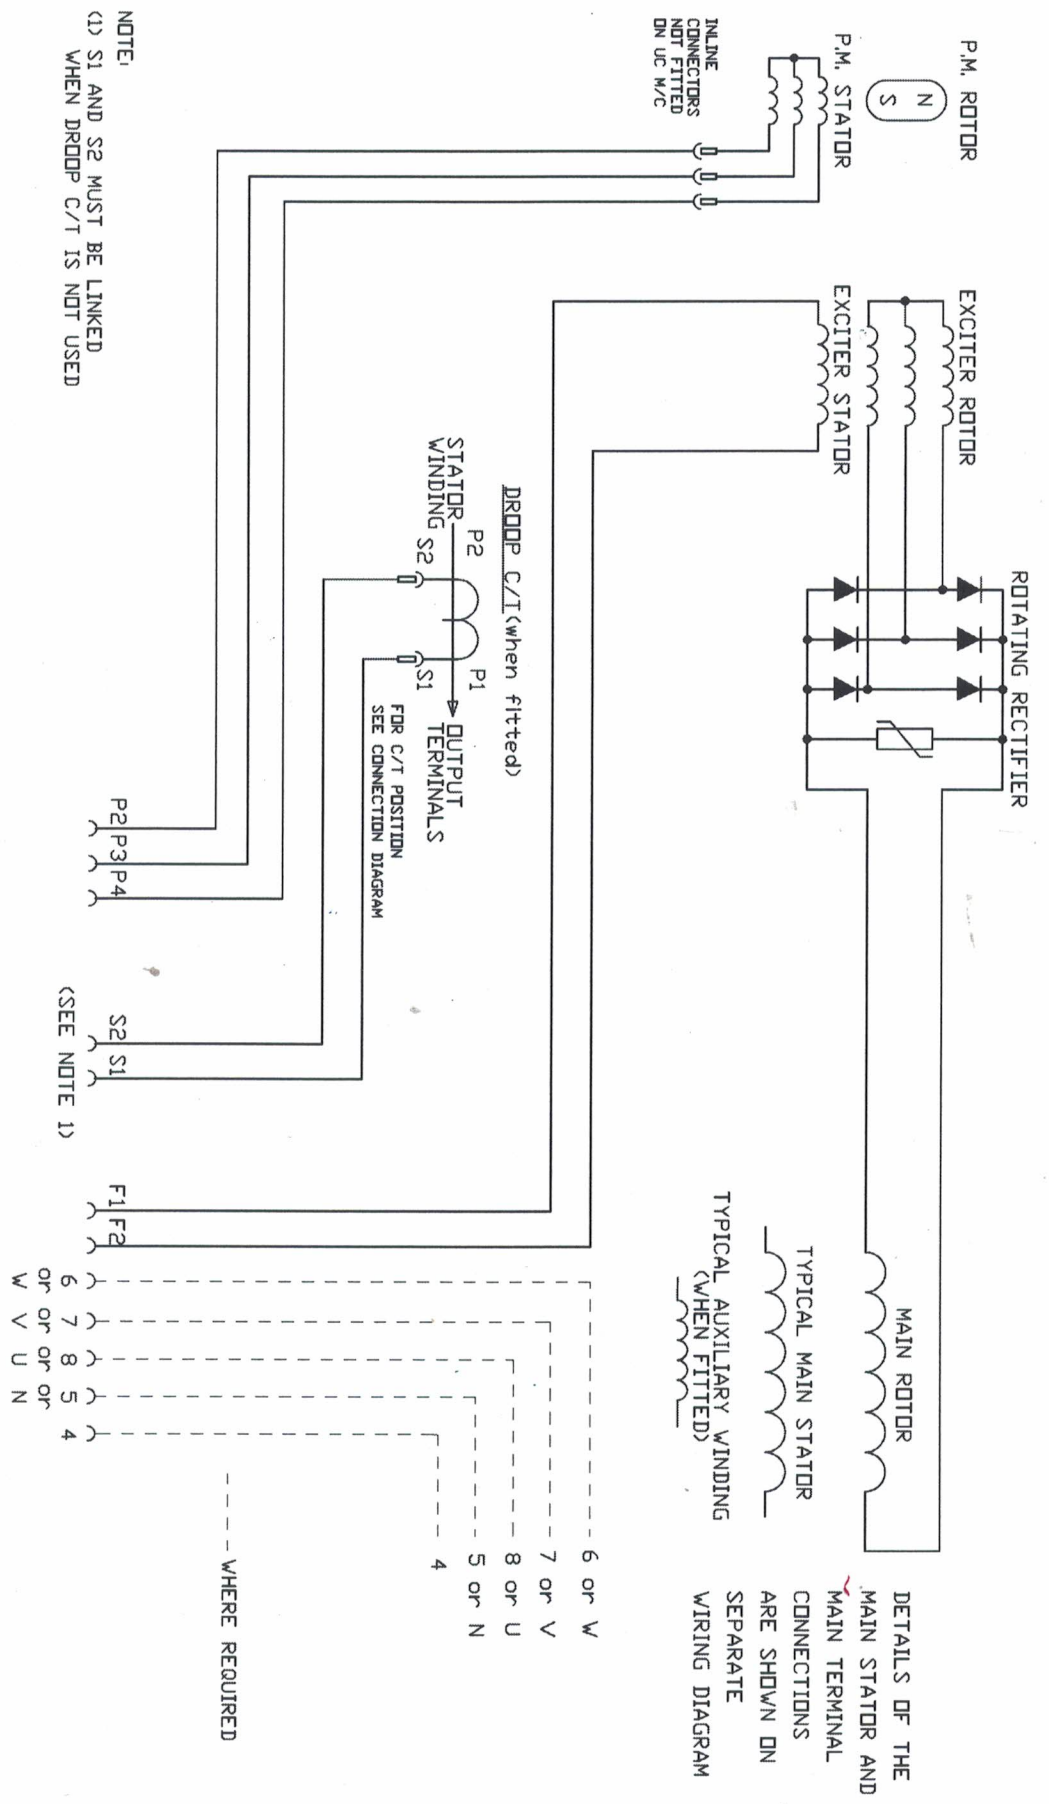 P.M. ROTOR
N
S
P.M. STATOR
INLINE
CONNECTORS
NOT FITTED
ON UC M/C
EXCITER ROTOR
EXCITER STATOR
ROTATING RECTIFIER
MAIN ROTOR
TYPICAL MAIN STATOR
TYPICAL AUXILIARY WINDING
(WHEN FITTED)
DETAILS OF THE
MAIN STATOR AND
MAIN TERMINAL
CONNECTIONS
ARE SHOWN ON
SEPARATE
WIRING DIAGRAM
DROOP C/T(when fitted)
P2 P1
STATOR
WINDING
OUTPUT
TERMINALS
S2 S1
FOR C/T POSITION
SEE CONNECTION DIAGRAM
6 or W
7 or V
8 or U
5 or N
4
WHERE REQUIRED
NOTE:
(1) S1 AND S2 MUST BE LINKED
WHEN DROOP C/T IS NOT USED
P2 P3 P4
S2 S1
(SEE NOTE 1)
F1 F2
6 7 8 5 4
or or or or
W V U N